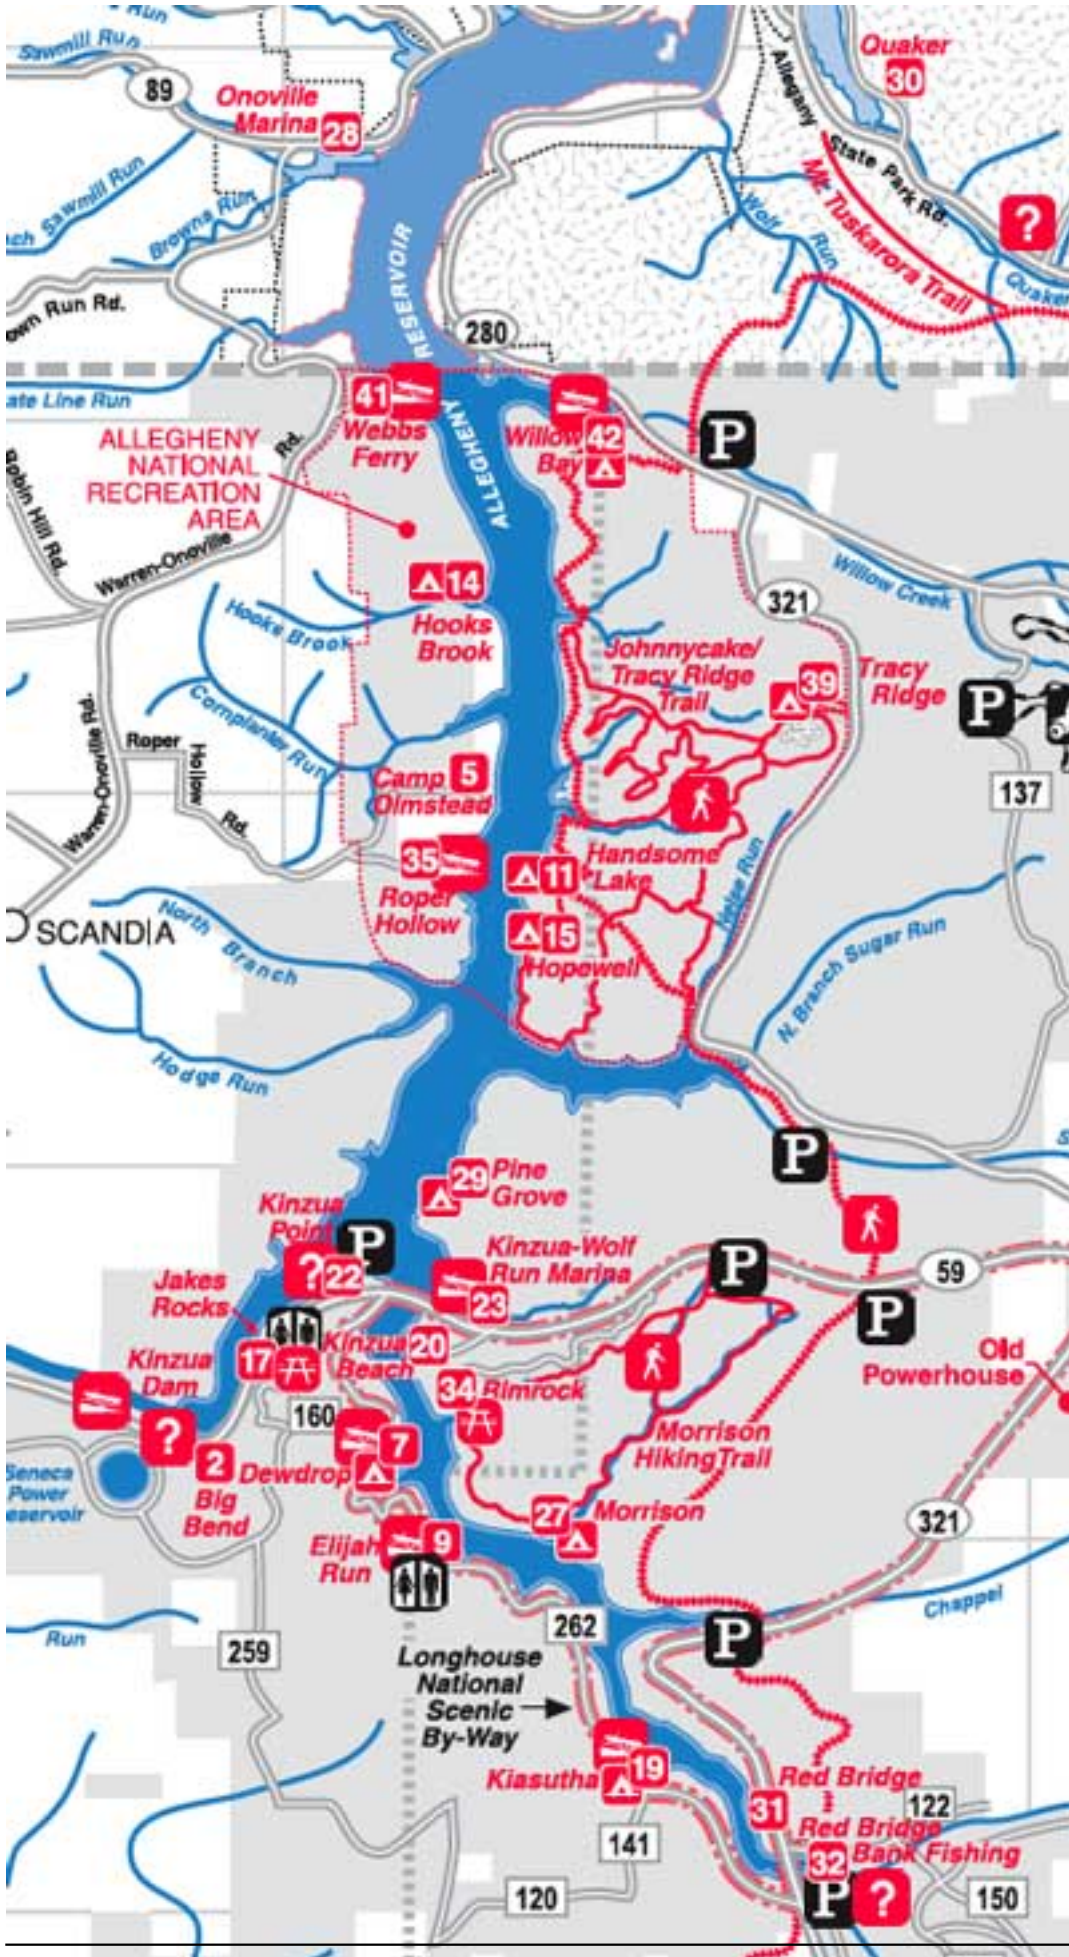 Run
Sawmill Run
89
Onoville
Marina
28
Quaker
30
Allegany
State Park Rd.
Mt. Tuskarora Trail
?
Quaker
Sawmill Run
Browns Run
Wolf
Run
Run Rd.
RESERVOIR
280
Line Run
41
Webbs
Ferry
ALLEGHENY
Willow
Bay
42
P
ALLEGHENY
NATIONAL
RECREATION
AREA
Rd.
Robin Hill Rd.
Warren-Onoville
14
Hooks
Brook
Hooks Brook
Willow Creek
321
Johnnycake/
Tracy Ridge
Trail
39
Tracy
Ridge
P
Cornplanter Run
Warren-Onoville Rd.
Roper
Hollow
Rd.
Camp
Olmstead
5
137
35
Roper
Hollow
11
Handsome
Lake
15
Hopewell
Run
N. Branch Sugar Run
SCANDIA
North
Branch
Hodge Run
P
29
Pine
Grove
Kinzua
Point
P
?
22
Kinzua-Wolf
Run Marina
23
P
59
P
Jakes
Rocks
17
Kinzua
Beach
20
Kinzua
Dam
34
Rimrock
Old
Powerhouse
160
?
2
Big
Bend
7
Dewdrop
Morrison
Hiking Trail
Seneca
Power
27
Morrison
321
Elijah
Run
9
Chappel
262
P
Run
259
Longhouse
National
Scenic
By-Way
Kiasutha
19
Red Bridge
31
122
141
Red Bridge
Bank Fishing
32
P
?
120
150